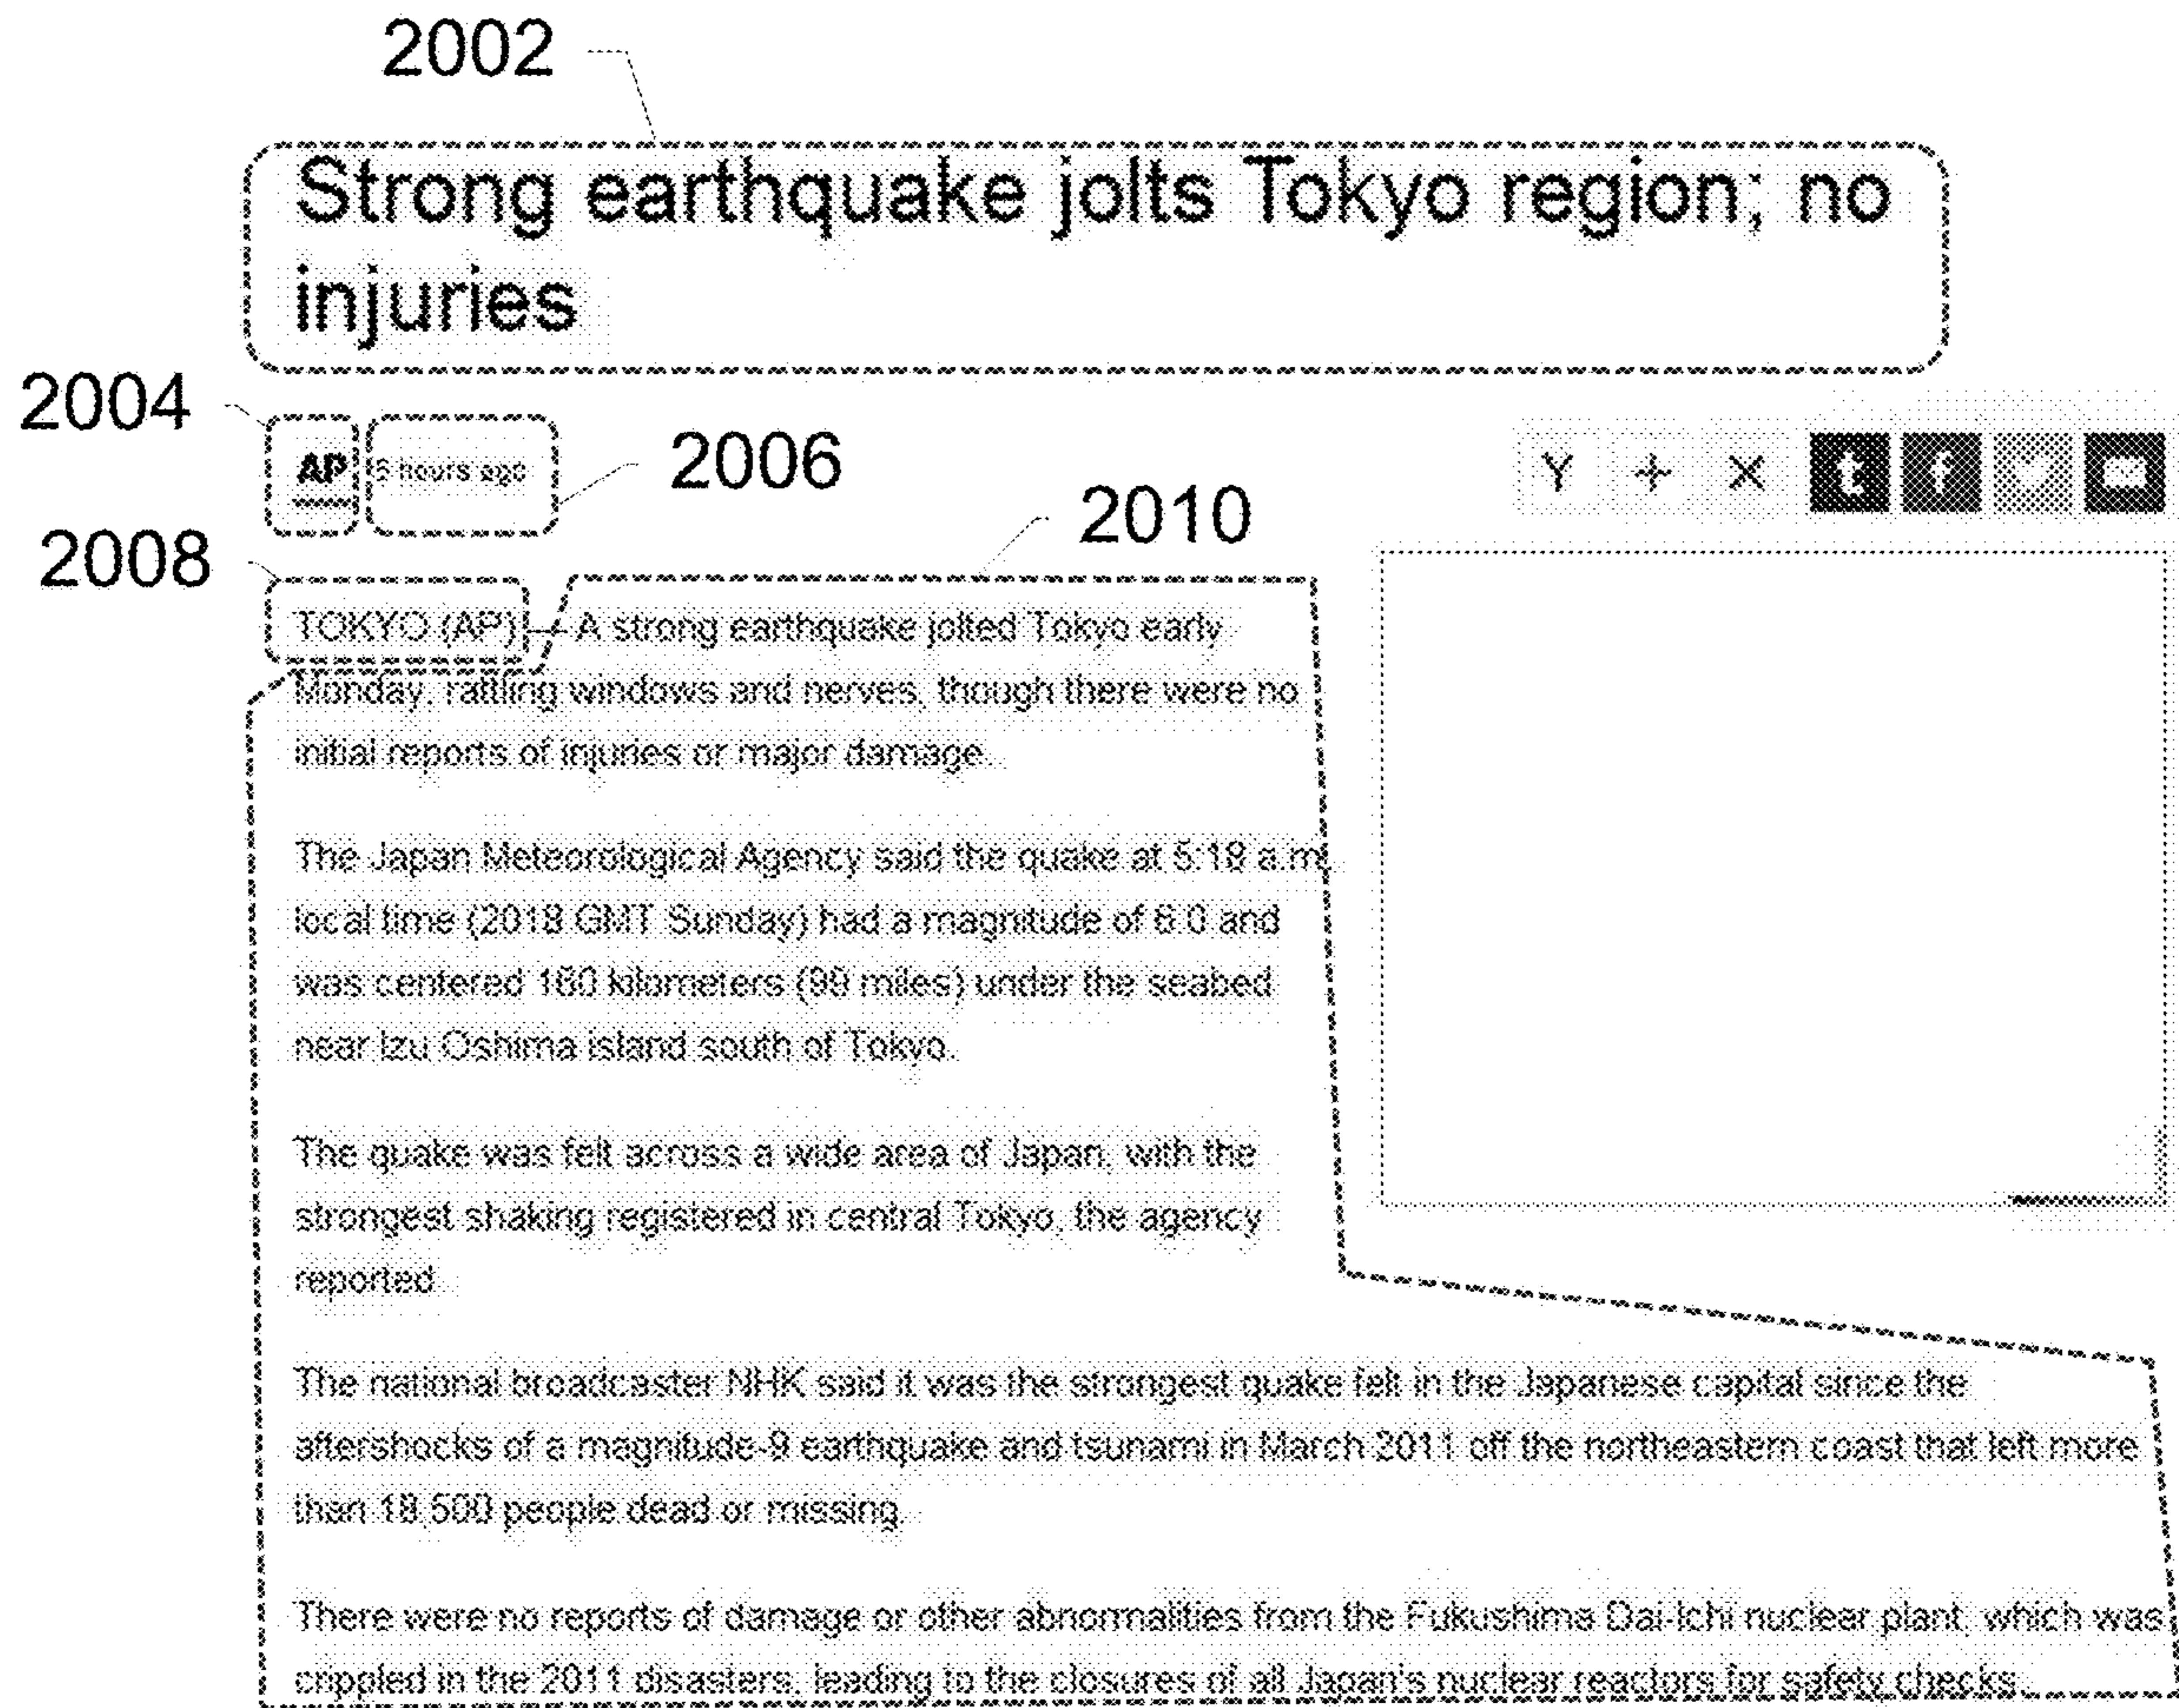 2002
Strong earthquake jolts Tokyo region; no
injuries
2004
AP
hours ago
2006
2010
Y + X t f
2008
TOKYO (AP) — A strong earthquake jolted Tokyo early
Monday, rattling windows and nerves, though there were no
initial reports of injuries or major damage.
The Japan Meteorological Agency said the quake at 5:18 a.m.
local time (2018 GMT Sunday) had a magnitude of 6.0 and
was centered 160 kilometers (99 miles) under the seabed
near Izu Oshima island south of Tokyo.
The quake was felt across a wide area of Japan, with the
strongest shaking registered in central Tokyo, the agency
reported.
The national broadcaster NHK said it was the strongest quake felt in the Japanese capital since the
aftershocks of a magnitude-9 earthquake and tsunami in March 2011 off the northeastern coast that left more
than 18,500 people dead or missing.
There were no reports of damage or other abnormalities from the Fukushima Dai-Ichi nuclear plant, which was
crippled in the 2011 disasters, leading to the closures of all Japan's nuclear reactors for safety checks.